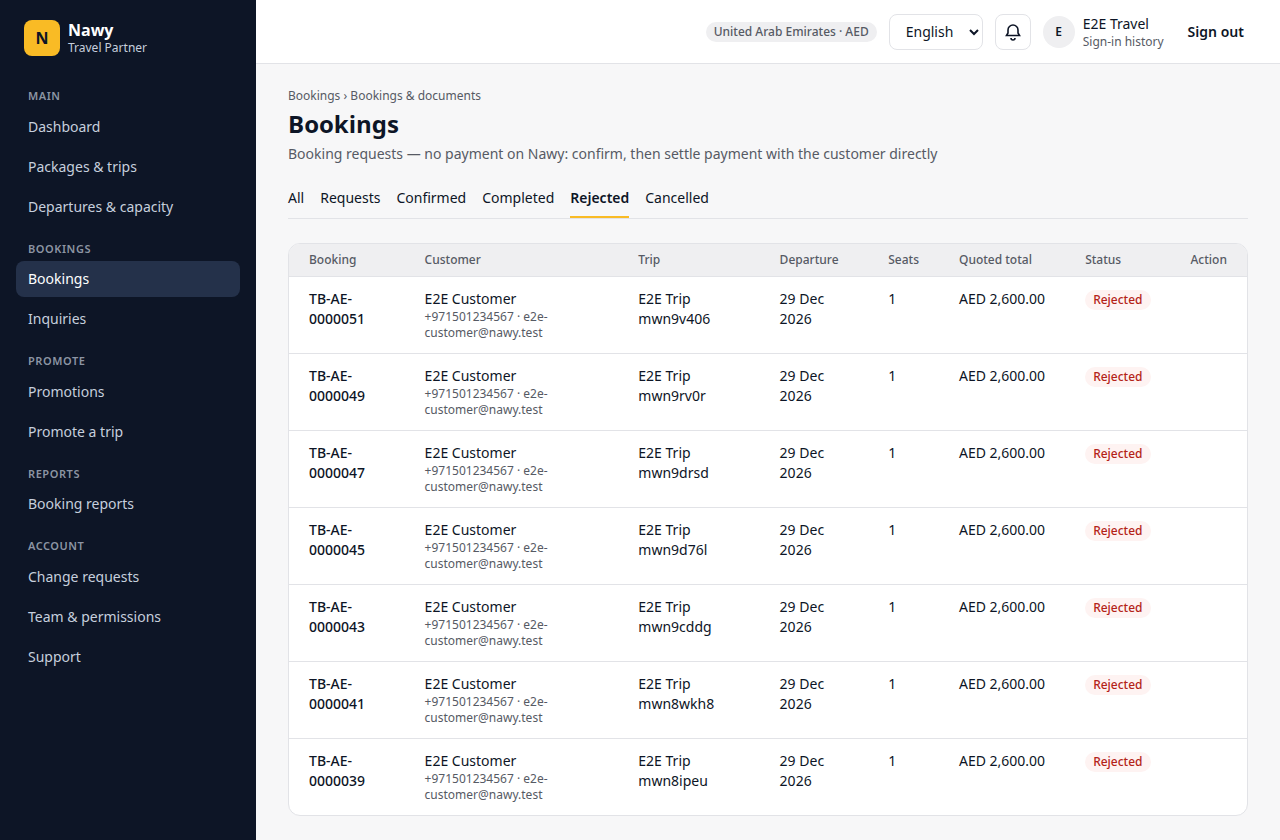 N
Nawy
Travel Partner
MAIN
Dashboard
Packages & trips
Departures & capacity
BOOKINGS
Bookings
Inquiries
PROMOTE
Promotions
Promote a trip
REPORTS
Booking reports
ACCOUNT
Change requests
Team & permissions
Support
United Arab Emirates · AED
English
E
E2E Travel
Sign-in history
Sign out
Bookings › Bookings & documents
Bookings
Booking requests — no payment on Nawy: confirm, then settle payment with the customer directly
All Requests Confirmed Completed Rejected Cancelled
Booking Customer Trip Departure Seats Quoted total Status Action
TB-AE- E2E Customer E2E Trip 29 Dec 1 AED 2,600.00 Rejected
0000051 +971501234567 · e2e- mwn9v406 2026
customer@nawy.test
TB-AE- E2E Customer E2E Trip 29 Dec 1 AED 2,600.00 Rejected
0000049 +971501234567 · e2e- mwn9rv0r 2026
customer@nawy.test
TB-AE- E2E Customer E2E Trip 29 Dec 1 AED 2,600.00 Rejected
0000047 +971501234567 · e2e- mwn9drsd 2026
customer@nawy.test
TB-AE- E2E Customer E2E Trip 29 Dec 1 AED 2,600.00 Rejected
0000045 +971501234567 · e2e- mwn9d76l 2026
customer@nawy.test
TB-AE- E2E Customer E2E Trip 29 Dec 1 AED 2,600.00 Rejected
0000043 +971501234567 · e2e- mwn9cddg 2026
customer@nawy.test
TB-AE- E2E Customer E2E Trip 29 Dec 1 AED 2,600.00 Rejected
0000041 +971501234567 · e2e- mwn8wkh8 2026
customer@nawy.test
TB-AE- E2E Customer E2E Trip 29 Dec 1 AED 2,600.00 Rejected
0000039 +971501234567 · e2e- mwn8ipeu 2026
customer@nawy.test